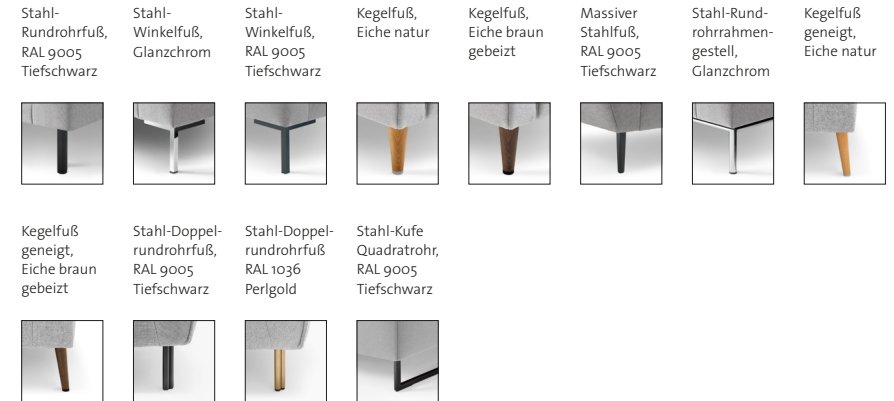 Stahl-
Rundrohrfuß,
RAL 9005
Tiefschwarz
Stahl-
Winkelfuß,
Glanzchrom
Stahl-
Winkelfuß,
RAL 9005
Tiefschwarz
Kegelfuß,
Eiche natur
Kegelfuß,
Eiche braun
gebeizt
Massiver
Stahlfuß,
RAL 9005
Tiefschwarz
Stahl-Rund-
rohrrahmen-
gestell,
Glanzchrom
Kegelfuß
geneigt,
Eiche natur
Kegelfuß
geneigt,
Eiche braun
gebeizt
Stahl-Doppel-
rundrohrfuß,
RAL 9005
Tiefschwarz
Stahl-Doppel-
rundrohrfuß
RAL 1036
Perlgold
Stahl-Kufe
Quadratrohr,
RAL 9005
Tiefschwarz